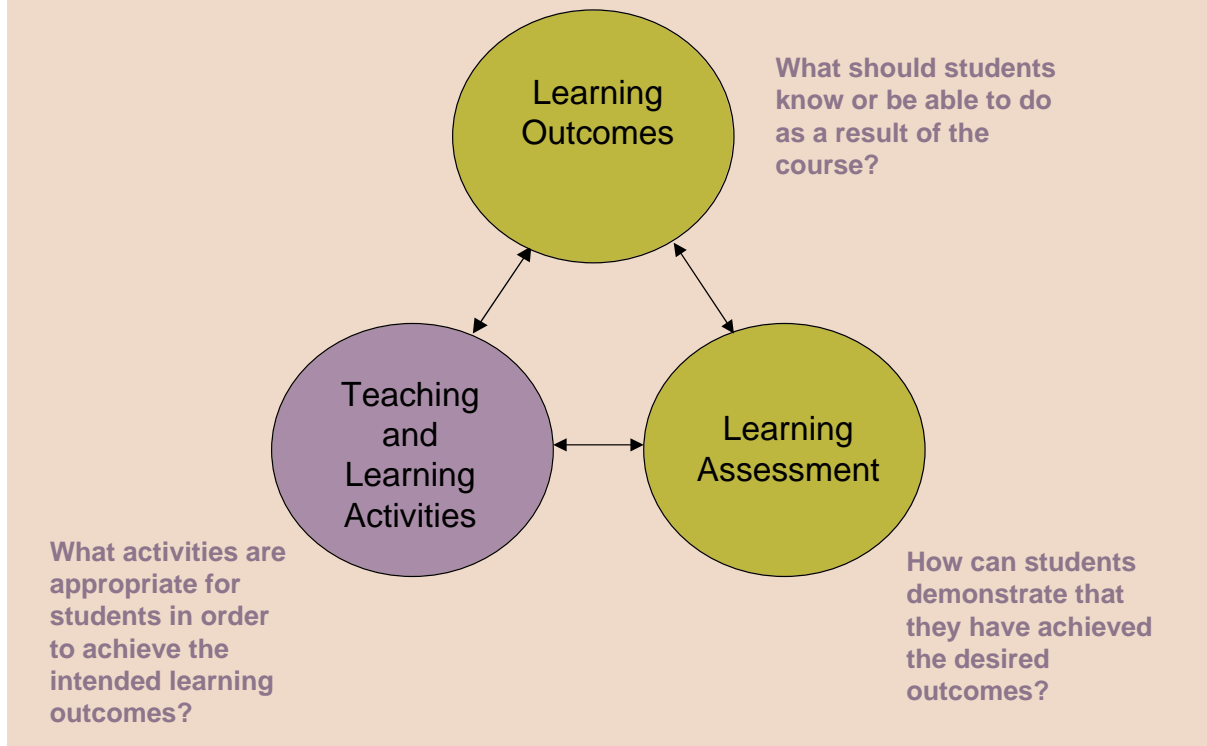 Learning
Outcomes
What should students
know or be able to do
as a result of the
course?
Teaching
and
Learning
Activities
Learning
Assessment
What activities are
appropriate for
students in order
to achieve the
intended learning
outcomes?
How can students
demonstrate that
they have achieved
the desired
outcomes?